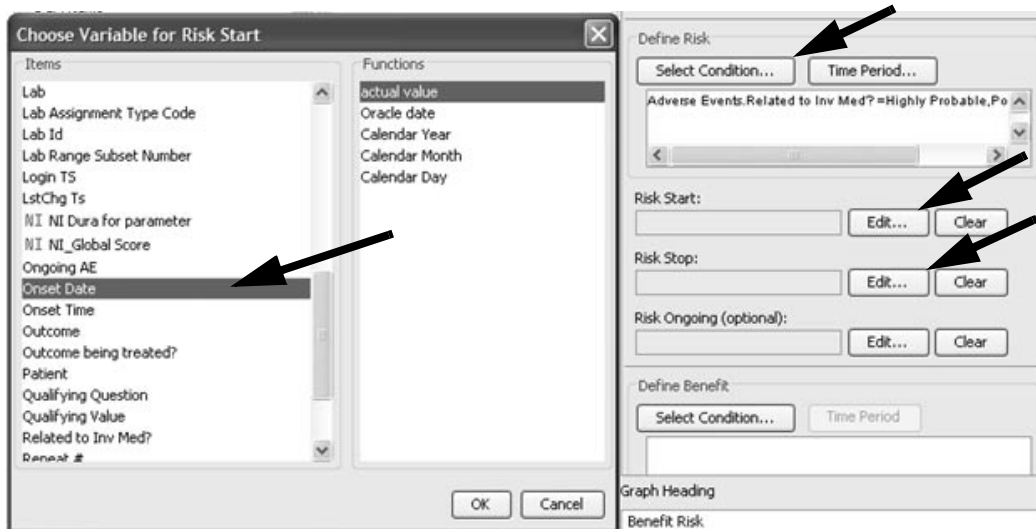 Choose Variable for Risk Start
Items
Lab
Lab Assignment Type Code
Lab Id
Lab Range Subset Number
Login TS
LstChg Ts
NI NI Dura for parameter
NI NI_Global Score
Ongoing AE
Onset Date
Onset Time
Outcome
Outcome being treated?
Patient
Qualifying Question
Qualifying Value
Related to Inv Med?
Repeat #
Functions
actual value
Oracle date
Calendar Year
Calendar Month
Calendar Day
OK Cancel
Define Risk
Select Condition... Time Period...
Adverse Events.Related to Inv Med? =Highly Probable,Po
Risk Start:
Edit... Clear
Risk Stop:
Edit... Clear
Risk Ongoing (optional):
Edit... Clear
Define Benefit
Select Condition... Time Period
Graph Heading
Benefit Risk